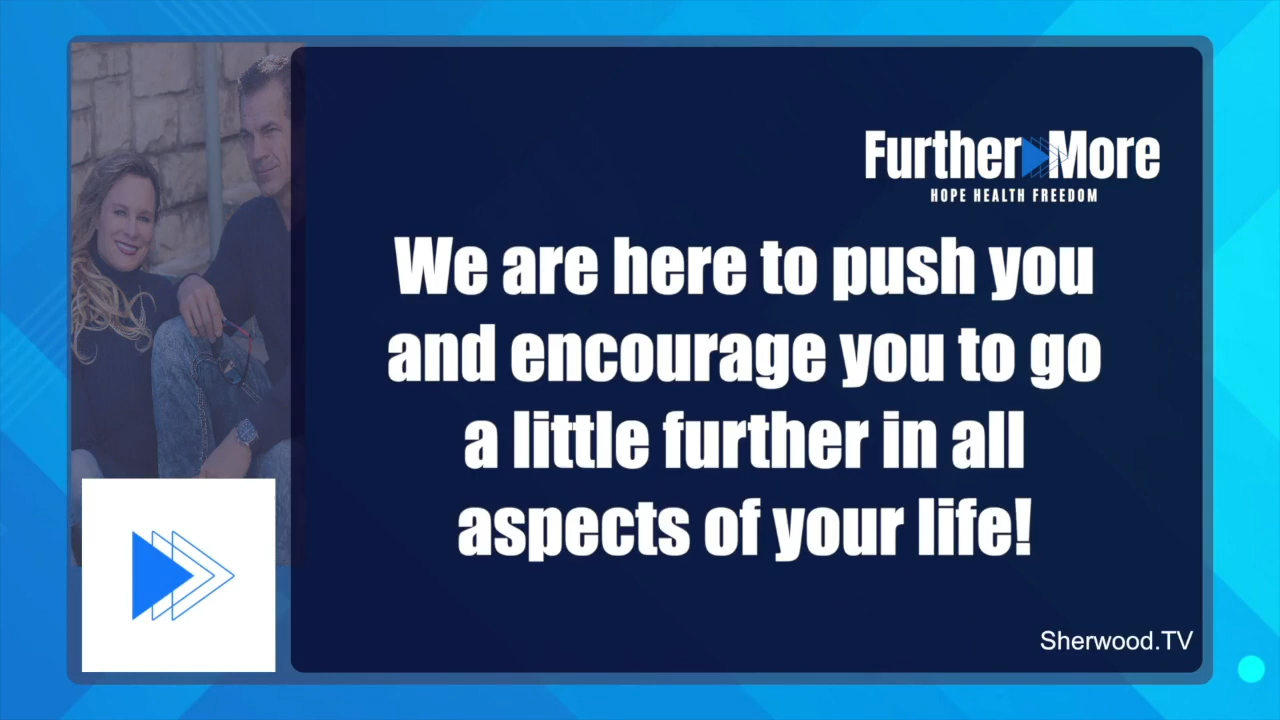 Further More
HOPE HEALTH FREEDOM
We are here to push you
and encourage you to go
a little further in all
aspects of your life!
Sherwood.TV